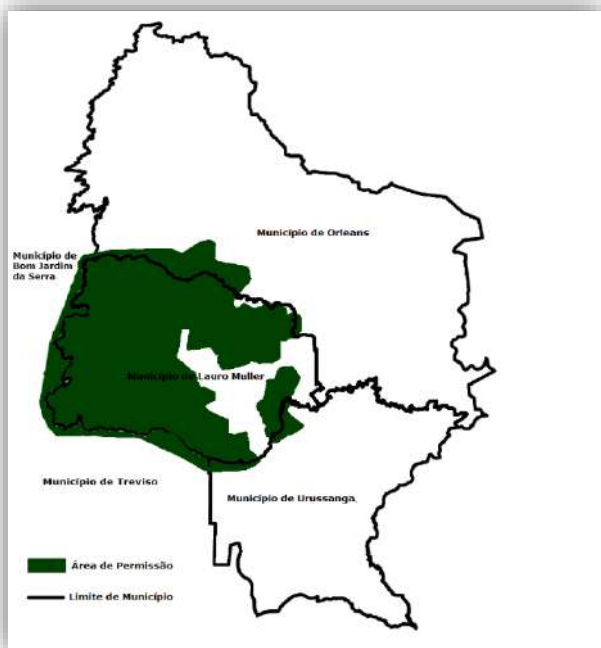 Município de Orleans
Município de
Bom Jardim
da Serra
Município de Lauro Muller
Município de Treviso
Município de Urussanga
Área de Permissão
Limite de Município